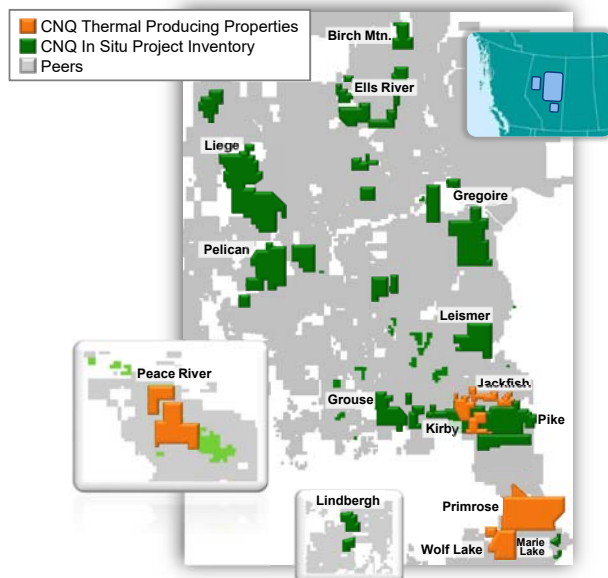 CNQ Thermal Producing Properties
CNQ In Situ Project Inventory
Peers
Birch Mtn.
Ells River
Liege
Gregoire
Pelican
Leismer
Peace River
Jackfish
Grouse
Kirby
Pike
Lindbergh
Primrose
Wolf Lake
Marie
Lake